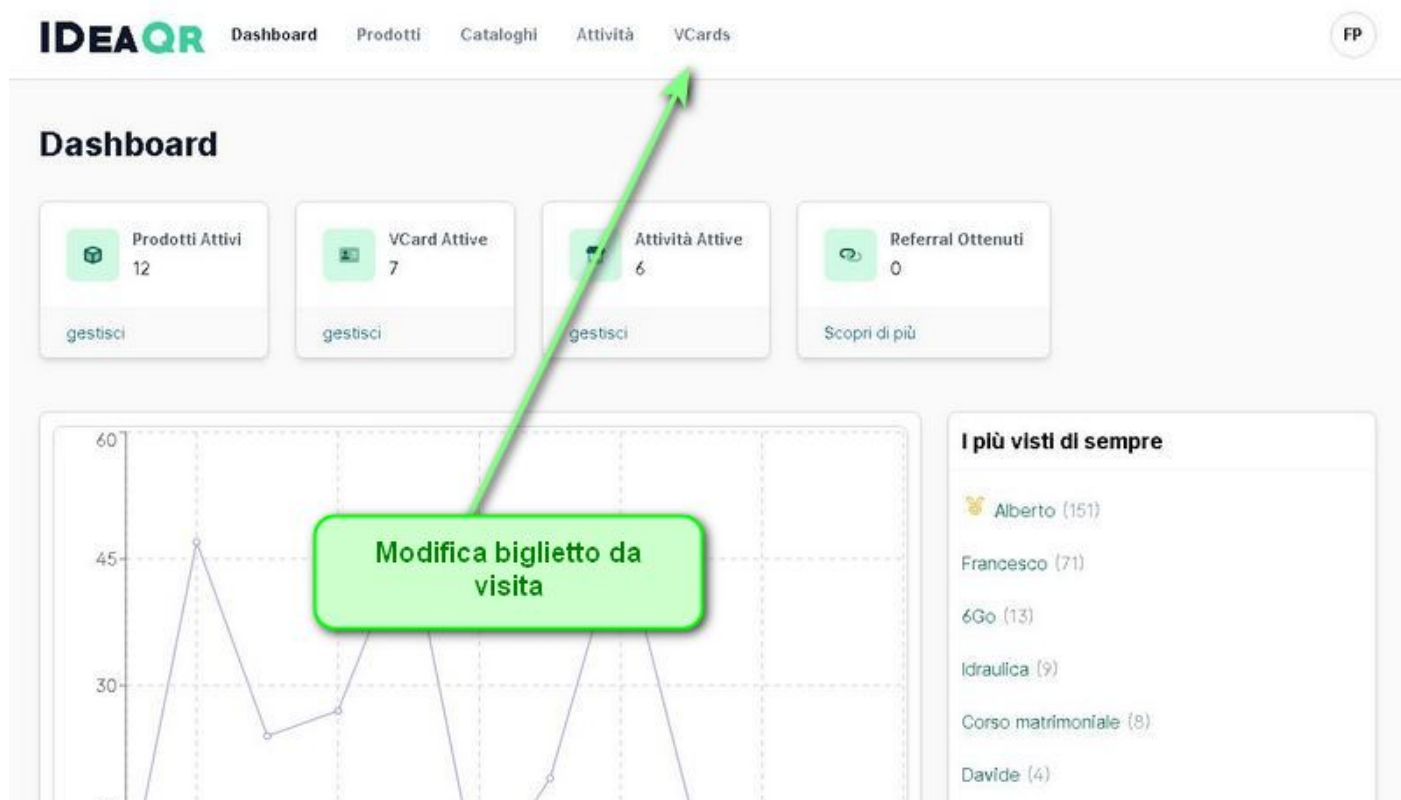 IDEAQR Dashboard Prodotti Cataloghi Attività VCards FP
Dashboard
Prodotti Attivi
12
gestisci
VCard Attive
7
gestisci
Attività Attive
6
gestisci
Referral Ottenuti
0
Scopri di più
60
45
30
Modifica biglietto da
visita
I più visti di sempre
Alberto (151)
Francesco (71)
6Go (13)
Idraulica (9)
Corso matrimoniale (8)
Davide (4)